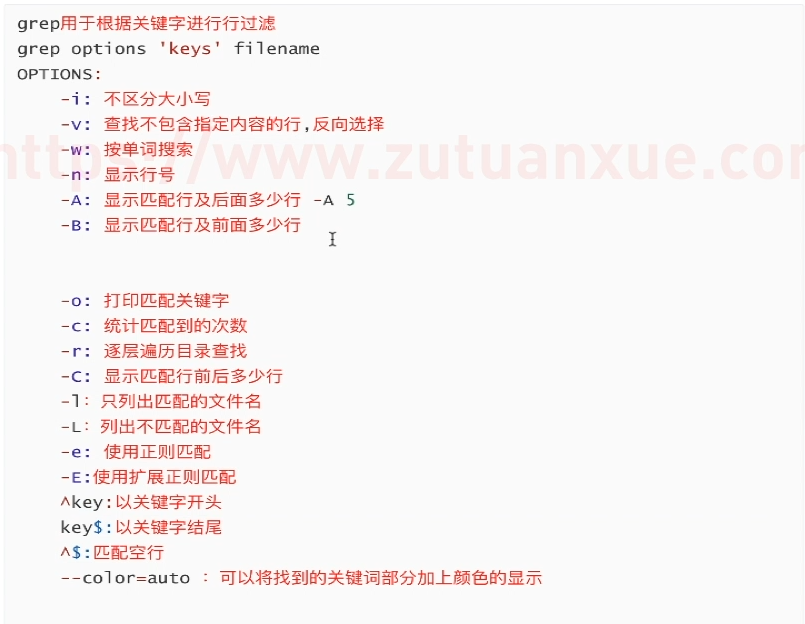 grep用于根据关键字进行行过滤
grep options 'keys' filename
OPTIONS:
-i: 不区分大小写
-v: 查找不包含指定内容的行,反向选择
-w: 按单词搜索
https://www.zutuanxue.com
-n: 显示行号
-A: 显示匹配行及后面多少行 -A 5
-B: 显示匹配行及前面多少行
-o: 打印匹配关键字
-c: 统计匹配到的次数
-r: 逐层遍历目录查找
-C: 显示匹配行前后多少行
-l: 只列出匹配的文件名
-L: 列出不匹配的文件名
-e: 使用正则匹配
-E:使用扩展正则匹配
^key:以关键字开头
key$:以关键字结尾
^$:匹配空行
--color=auto : 可以将找到的关键词部分加上颜色的显示